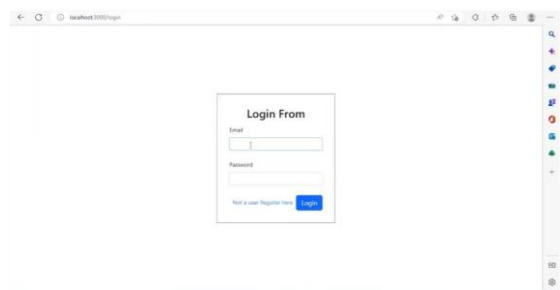 localhost:3000/login
Login From
Email
Password
Not a user Register here Login